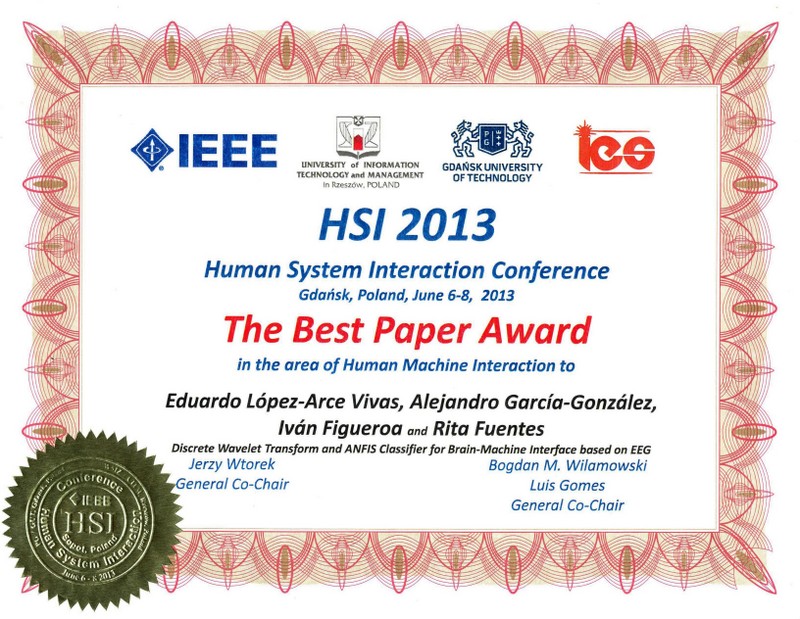 IEEE
UNIVERSITY of INFORMATION
TECHNOLOGY and MANAGEMENT
in Rzeszów, POLAND
P W
G T
GDAŃSK UNIVERSITY
OF TECHNOLOGY
ies
HSI 2013
Human System Interaction Conference
Gdańsk, Poland, June 6-8, 2013
The Best Paper Award
in the area of Human Machine Interaction to
Eduardo López-Arce Vivas, Alejandro García-González,
Iván Figueroa and Rita Fuentes
Discrete Wavelet Transform and ANFIS Classifier for Brain-Machine Interface based on EEG
Jerzy Wtorek
General Co-Chair
Bogdan M. Wilamowski
Luis Gomes
General Co-Chair
Conference
IEEE
HSI
Sopot, Poland
Human System Interaction
June 6 - 8 2013